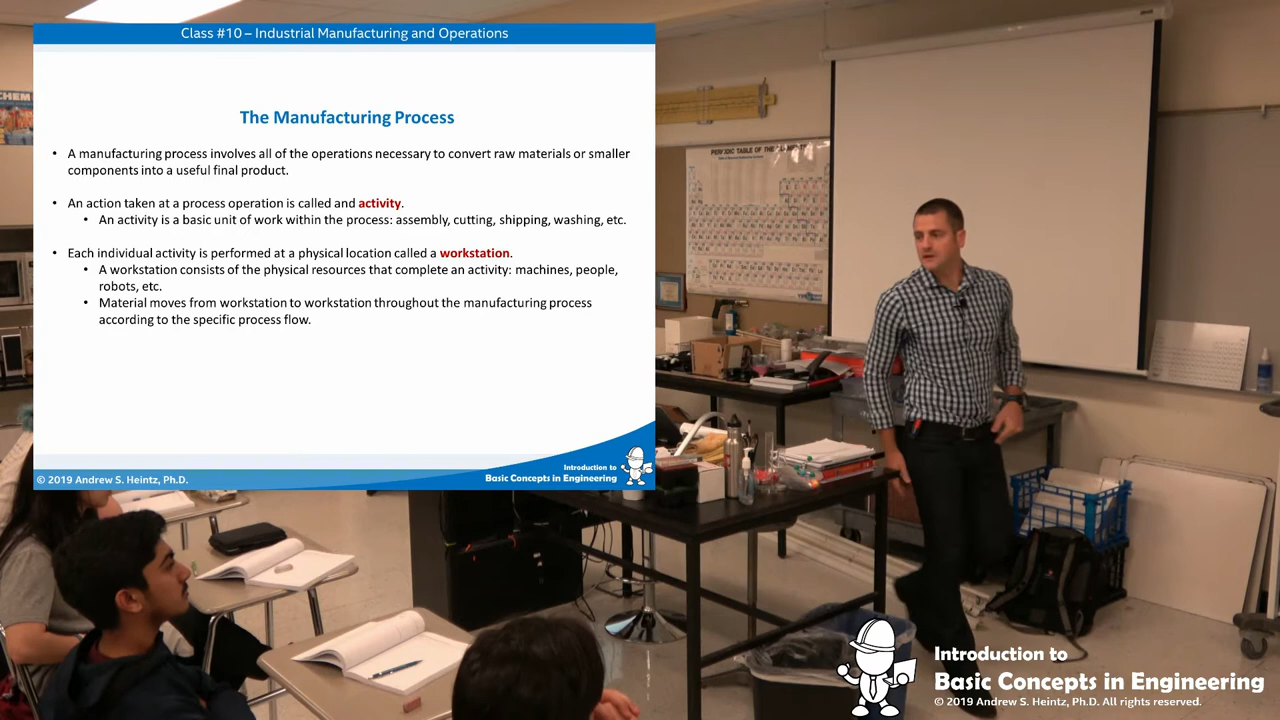 Class #10 – Industrial Manufacturing and Operations
The Manufacturing Process
• A manufacturing process involves all of the operations necessary to convert raw materials or smaller
components into a useful final product.
• An action taken at a process operation is called and activity.
• An activity is a basic unit of work within the process: assembly, cutting, shipping, washing, etc.
• Each individual activity is performed at a physical location called a workstation.
• A workstation consists of the physical resources that complete an activity: machines, people,
robots, etc.
• Material moves from workstation to workstation throughout the manufacturing process
according to the specific process flow.
© 2019 Andrew S. Heintz, Ph.D.
Introduction to
Basic Concepts in Engineering
CHEM
PERIODIC TABLE OF THE
Introduction to
Basic Concepts in Engineering
© 2019 Andrew S. Heintz, Ph.D. All rights reserved.